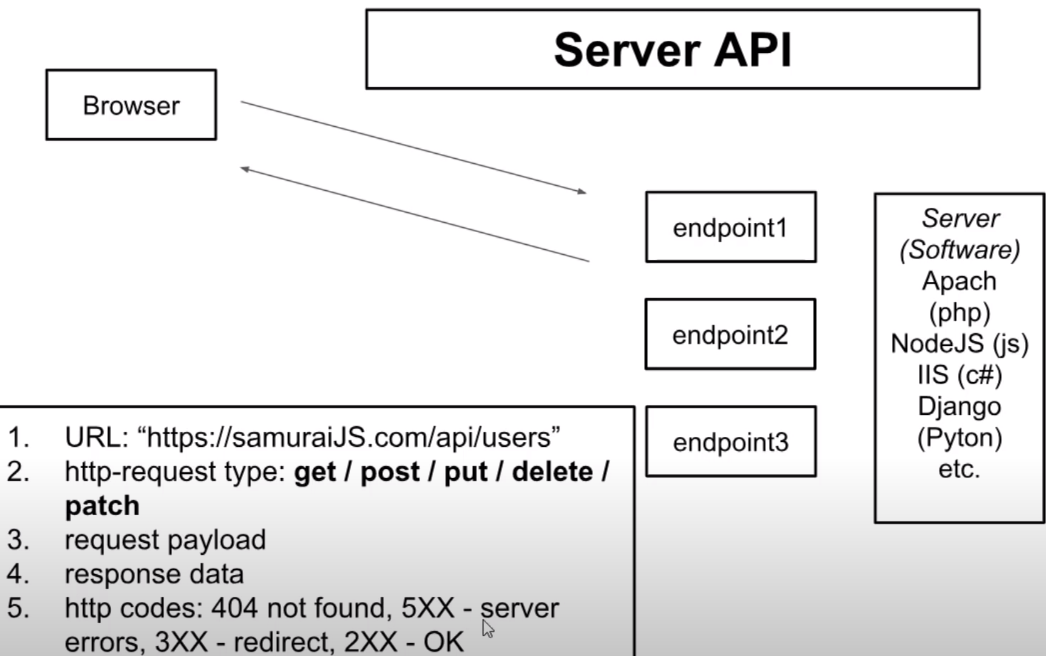 Server API
Browser
endpoint1
endpoint2
endpoint3
Server
(Software)
Apach
(php)
NodeJS (js)
IIS (c#)
Django
(Pyton)
etc.
1. URL: “https://samuraiJS.com/api/users”
2. http-request type: get / post / put / delete /
patch
3. request payload
4. response data
5. http codes: 404 not found, 5XX - server
errors, 3XX - redirect, 2XX - OK